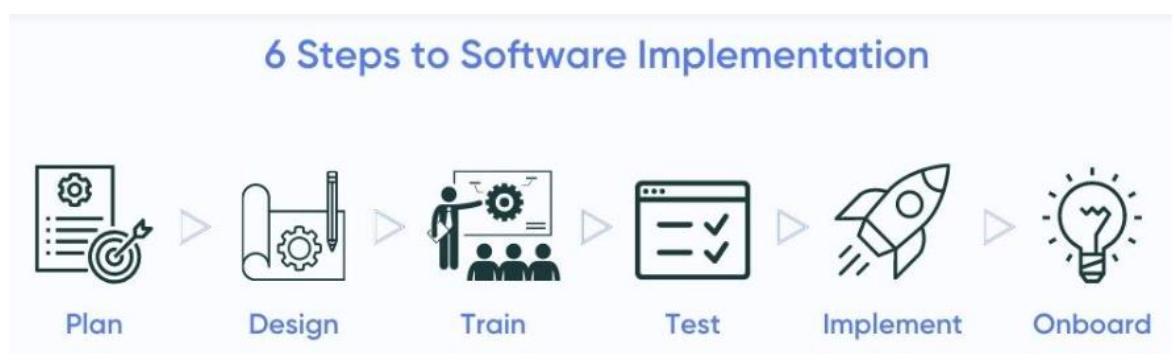 6 Steps to Software Implementation
Plan
Design
Train
Test
Implement
Onboard